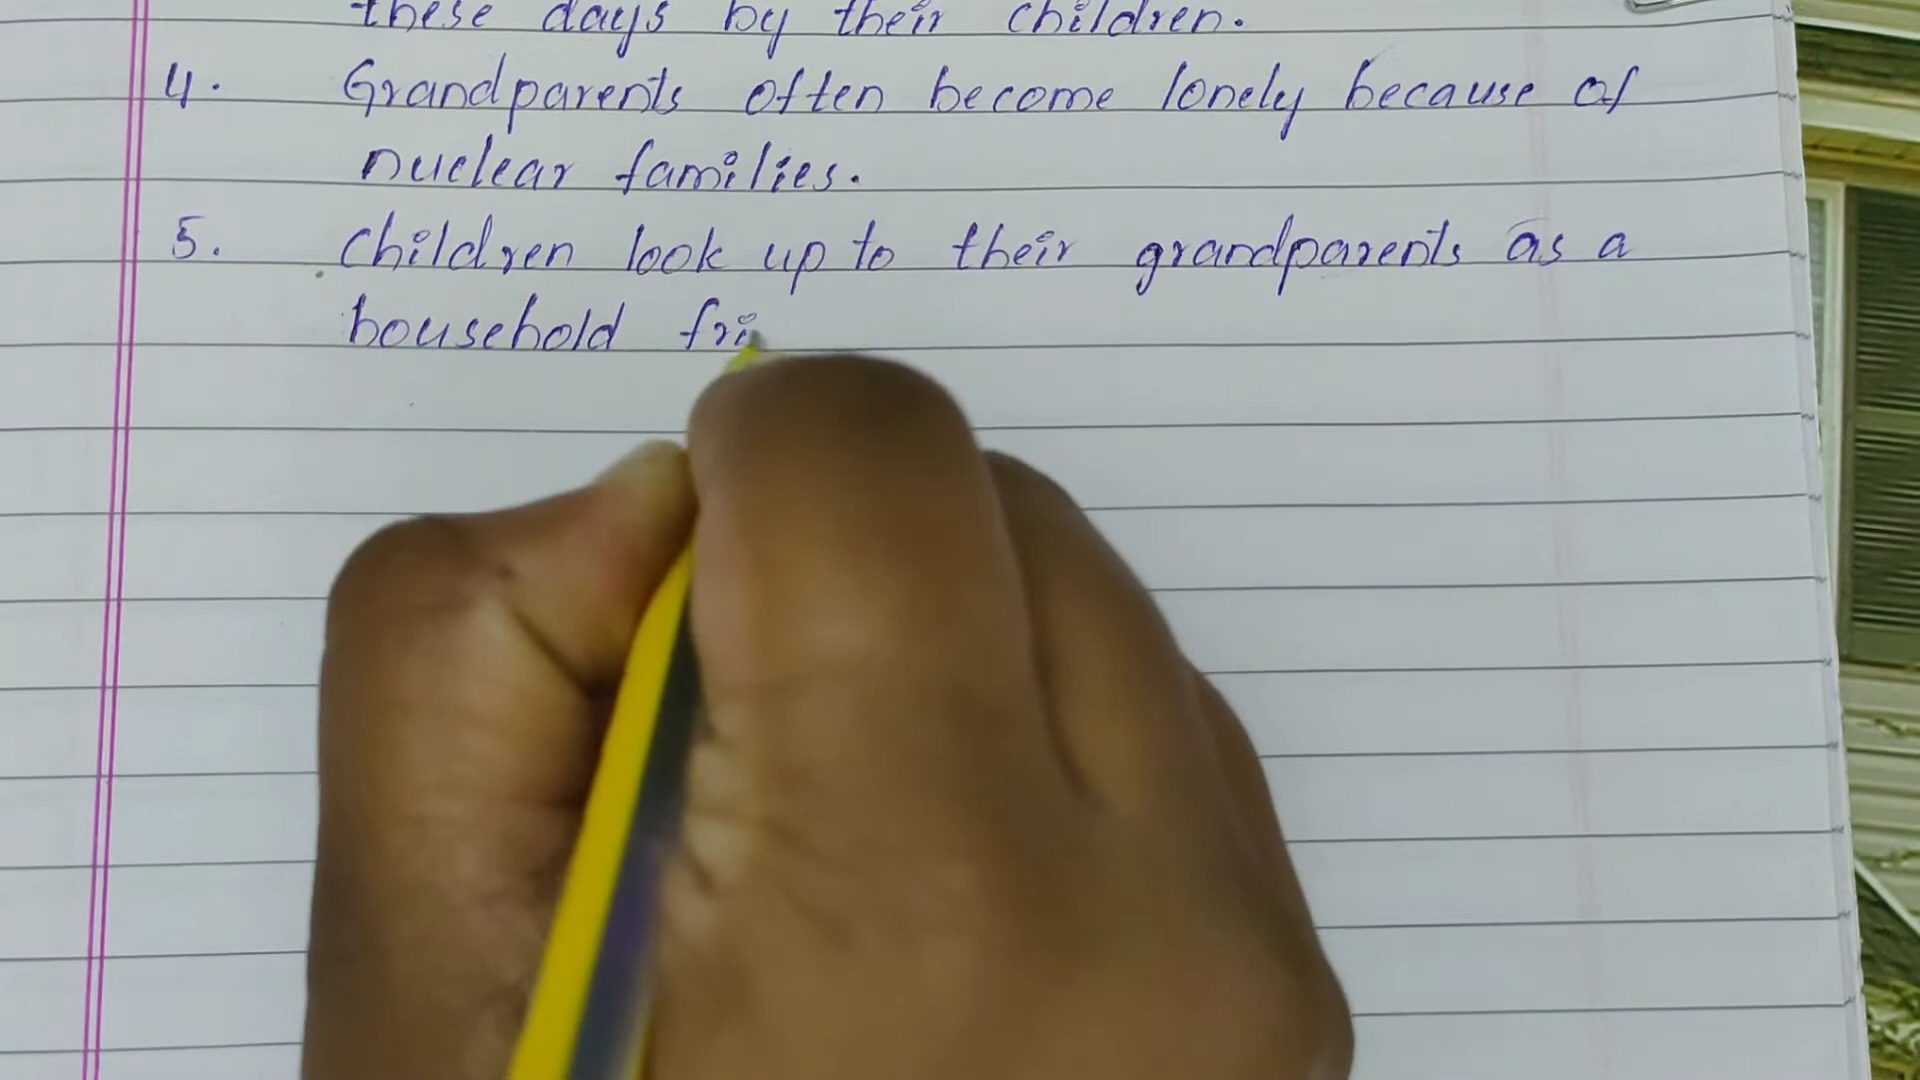 these days by their children.
4. Grandparents often become lonely because of
nuclear families.
5. Children look up to their grandparents as a
household fri